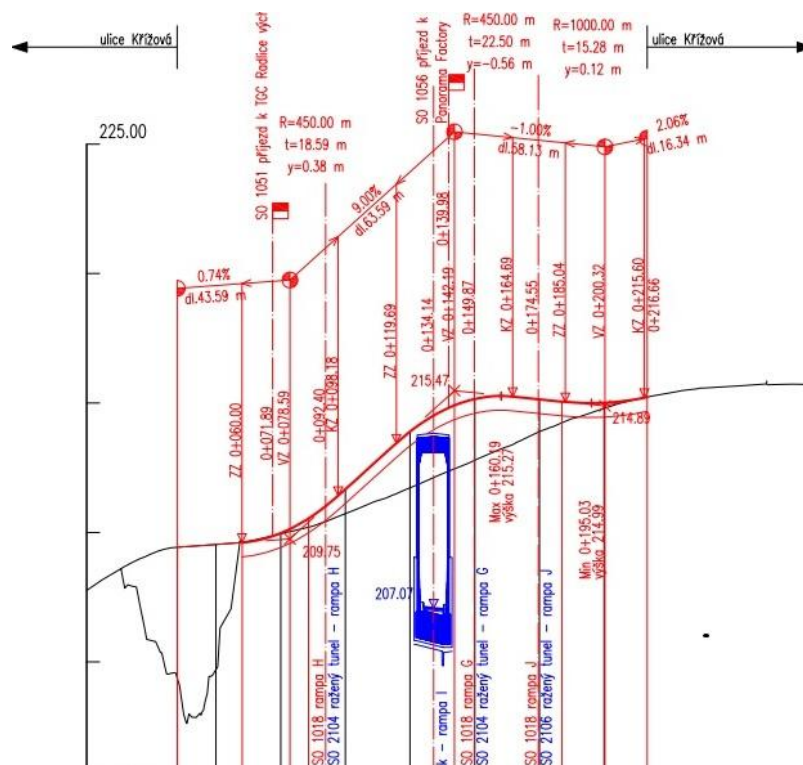 ulice Křížová
R=450.00 m
t=22.50 m
y=-0.56 m
R=1000.00 m
t=15.28 m
y=0.12 m
ulice Křížová
SO 1051 příjezd k TGC Radlice vých
SO 1056 příjezd k
Panorama Factory
225.00
R=450.00 m
t=18.59 m
y=0.38 m
0.74%
dl.43.59 m
9.00%
dl.63.59 m
-1.00%
dl.58.13 m
2.06%
dl.16.34 m
ZZ 0+060.00
0+071.89
VZ 0+078.59
0+092.40
KZ 0+098.18
ZZ 0+119.69
0+134.14
0+139.98
VZ 0+142.19
0+149.87
KZ 0+164.69
0+174.55
ZZ 0+185.04
VZ 0+200.32
KZ 0+215.60
0+216.66
215.47
214.89
209.75
207.07
Max 0+160.19
výška 215.27
Min 0+195.03
výška 214.99
SO 1018 rampa H
SO 2104 ražený tunel - rampa H
k - rampa I
SO 1018 rampa G
SO 2104 ražený tunel - rampa G
SO 1018 rampa J
SO 2106 ražený tunel - rampa J